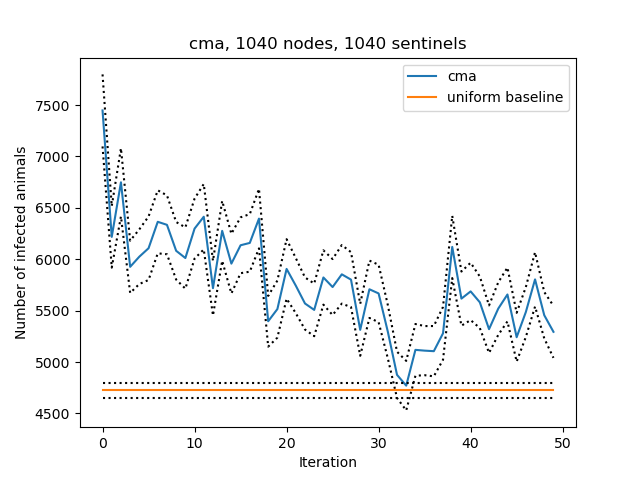 cma, 1040 nodes, 1040 sentinels
cma
uniform baseline
Number of infected animals
7500
7000
6500
6000
5500
5000
4500
0 10 20 30 40 50
Iteration